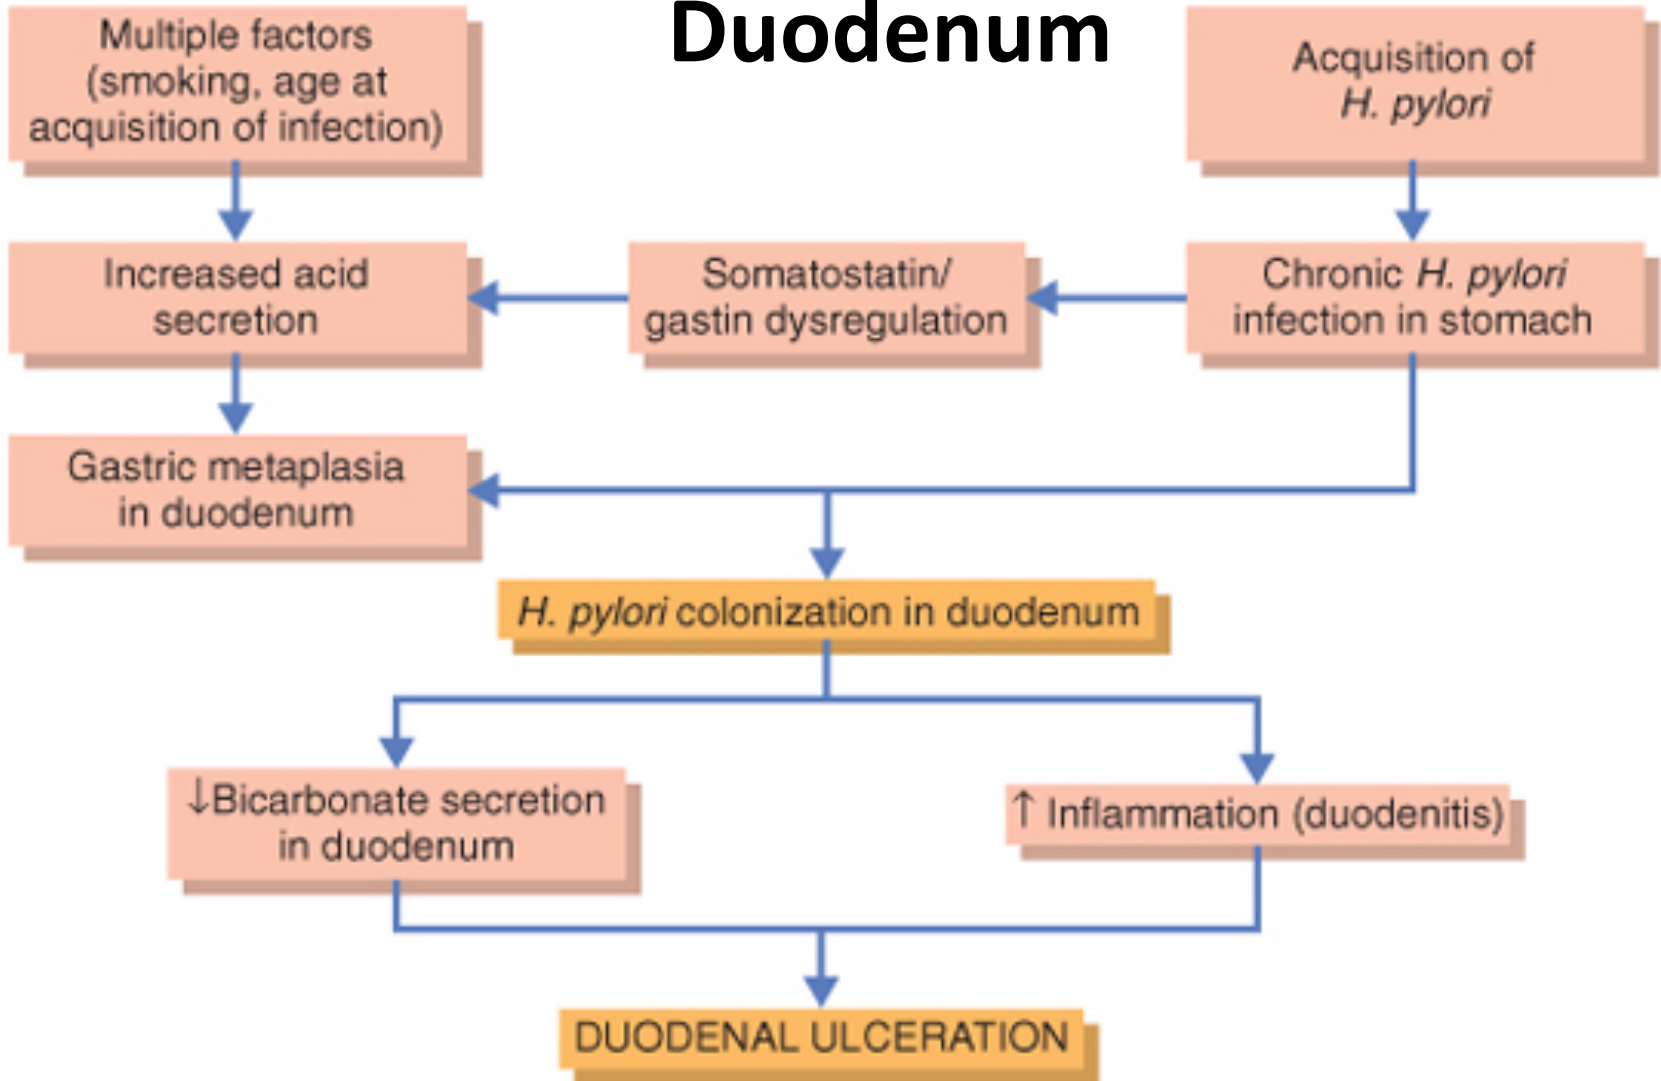 Duodenum
Multiple factors
(smoking, age at
acquisition of infection)
Acquisition of
H. pylori
Increased acid
secretion
Somatostatin/
gastin dysregulation
Chronic H. pylori
infection in stomach
Gastric metaplasia
in duodenum
H. pylori colonization in duodenum
↓Bicarbonate secretion
in duodenum
↑ Inflammation (duodenitis)
DUODENAL ULCERATION